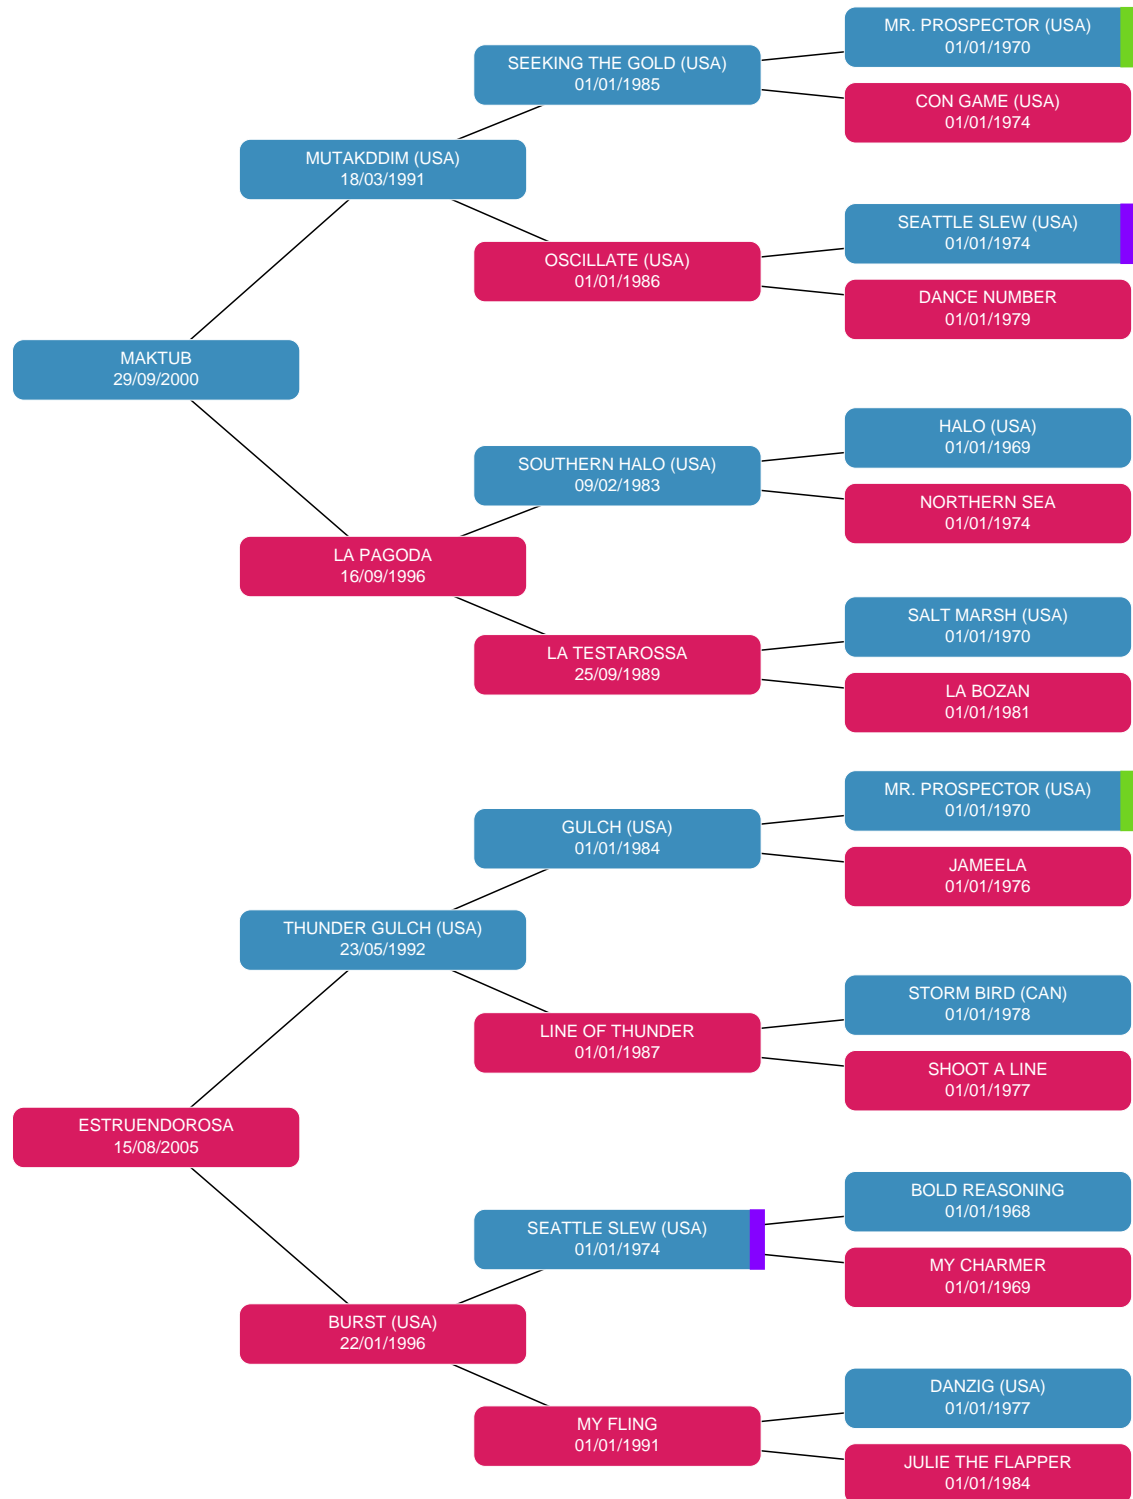 MR. PROSPECTOR (USA)
01/01/1970
SEEKING THE GOLD (USA)
01/01/1985
CON GAME (USA)
01/01/1974
MUTAKDDIM (USA)
18/03/1991
SEATTLE SLEW (USA)
01/01/1974
OSCILLATE (USA)
01/01/1986
DANCE NUMBER
01/01/1979
MAKTUB
29/09/2000
HALO (USA)
01/01/1969
SOUTHERN HALO (USA)
09/02/1983
NORTHERN SEA
01/01/1974
LA PAGODA
16/09/1996
SALT MARSH (USA)
01/01/1970
LA TESTAROSSA
25/09/1989
LA BOZAN
01/01/1981
MR. PROSPECTOR (USA)
01/01/1970
GULCH (USA)
01/01/1984
JAMEELA
01/01/1976
THUNDER GULCH (USA)
23/05/1992
STORM BIRD (CAN)
01/01/1978
LINE OF THUNDER
01/01/1987
SHOOT A LINE
01/01/1977
ESTRUENDOROSA
15/08/2005
BOLD REASONING
01/01/1968
SEATTLE SLEW (USA)
01/01/1974
MY CHARMER
01/01/1969
BURST (USA)
22/01/1996
DANZIG (USA)
01/01/1977
MY FLING
01/01/1991
JULIE THE FLAPPER
01/01/1984